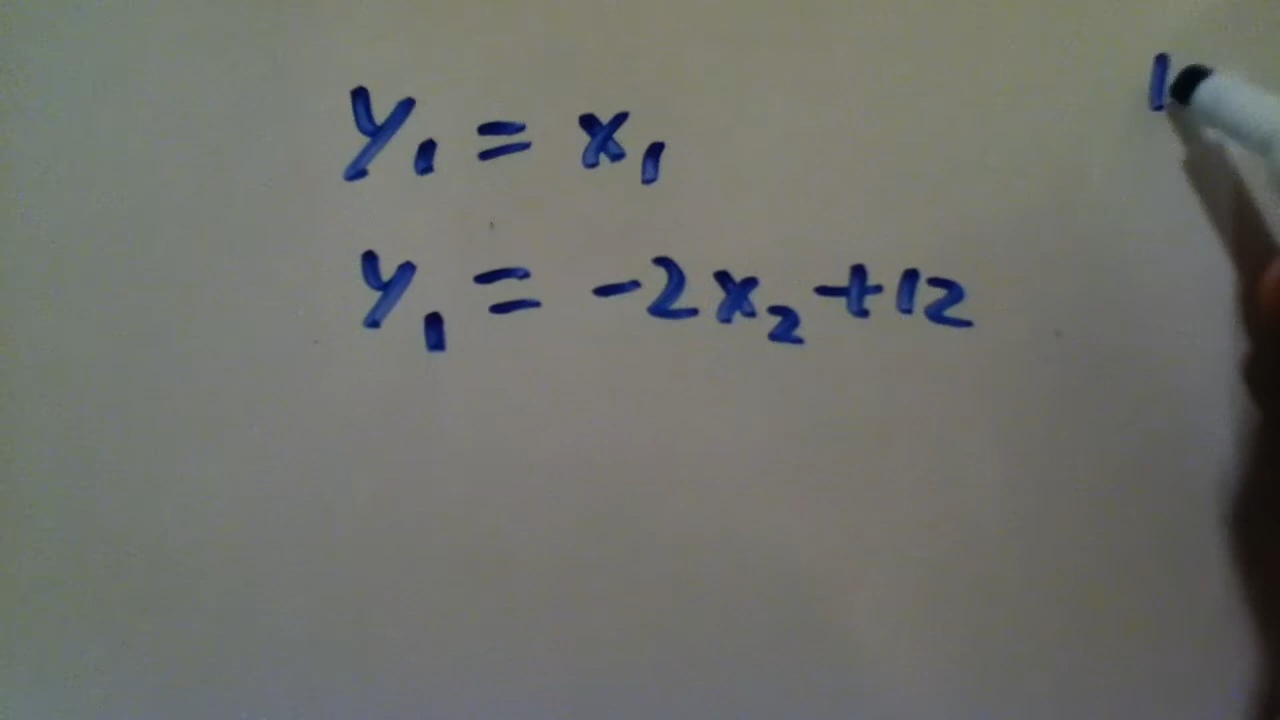 y₁ = x₁
y₁ = -2x₂+12